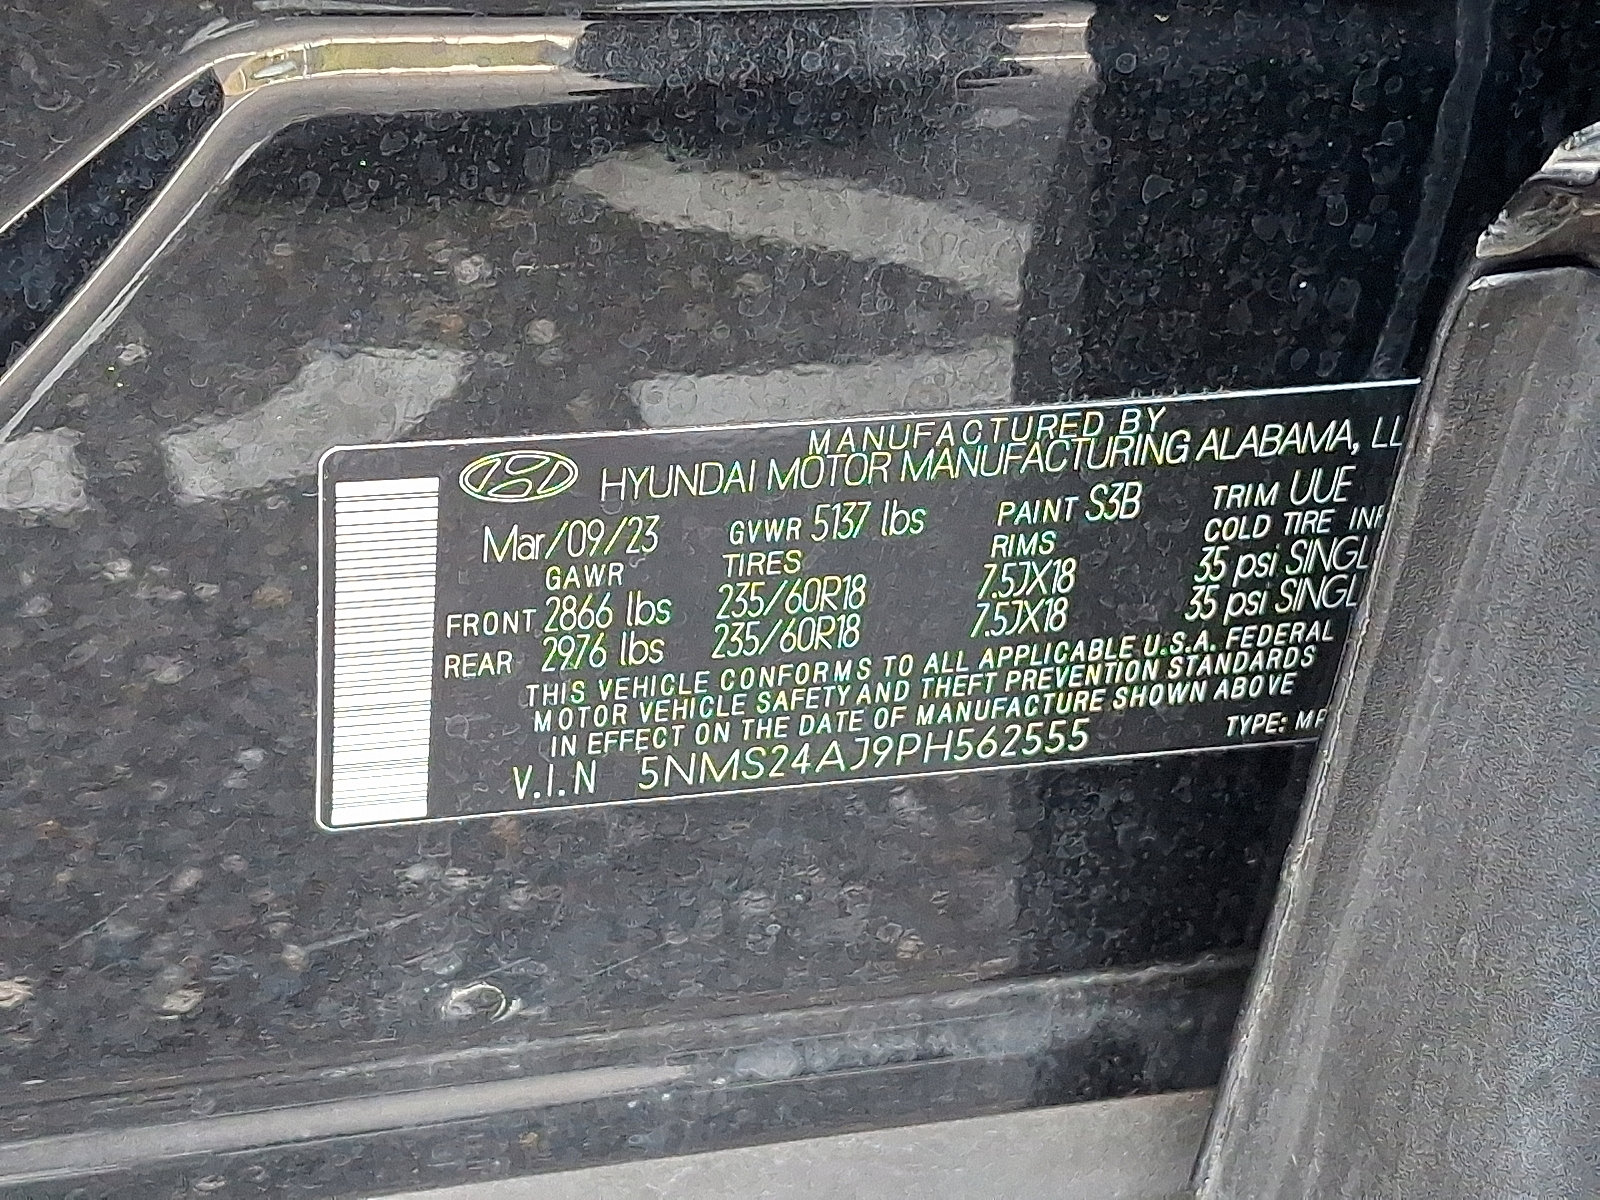 MANUFACTURED BY
HYUNDAI MOTOR MANUFACTURING ALABAMA, LL
Mar/09/23 GVWR 5137 lbs PAINT S3B TRIM UUE
GAWR TIRES RIMS COLD TIRE INF
FRONT 2866 lbs 235/60R18 7.5JX18 35 psi SINGL
REAR 2976 lbs 235/60R18 7.5JX18 35 psi SINGL
THIS VEHICLE CONFORMS TO ALL APPLICABLE U.S.A. FEDERAL
MOTOR VEHICLE SAFETY AND THEFT PREVENTION STANDARDS
IN EFFECT ON THE DATE OF MANUFACTURE SHOWN ABOVE
V.I.N 5NMS24AJ9PH562555 TYPE: MP